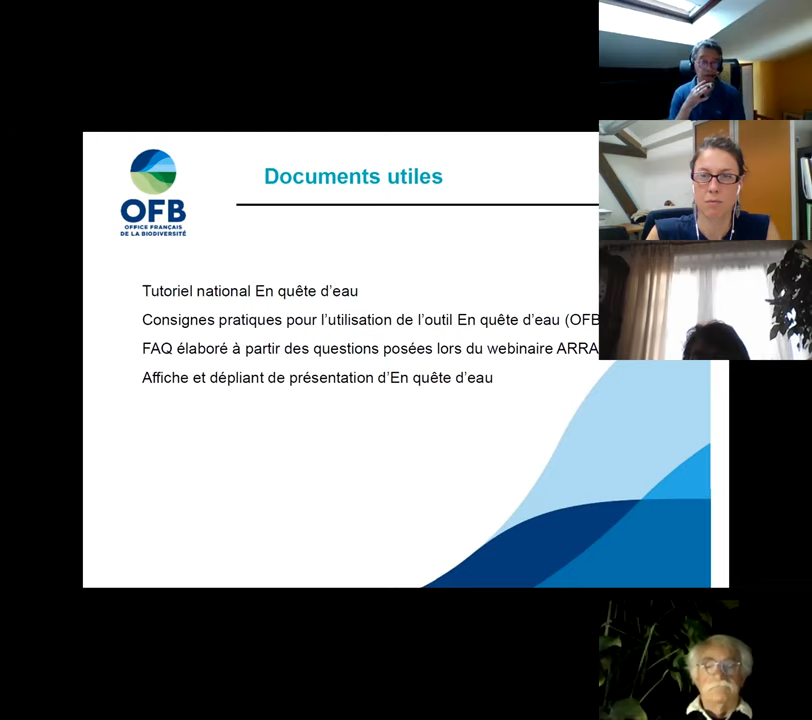 Documents utiles
OFB
OFFICE FRANÇAIS
DE LA BIODIVERSITÉ
Tutoriel national En quête d’eau
Consignes pratiques pour l’utilisation de l’outil En quête d’eau (OFB
FAQ élaboré à partir des questions posées lors du webinaire ARRA
Affiche et dépliant de présentation d’En quête d’eau